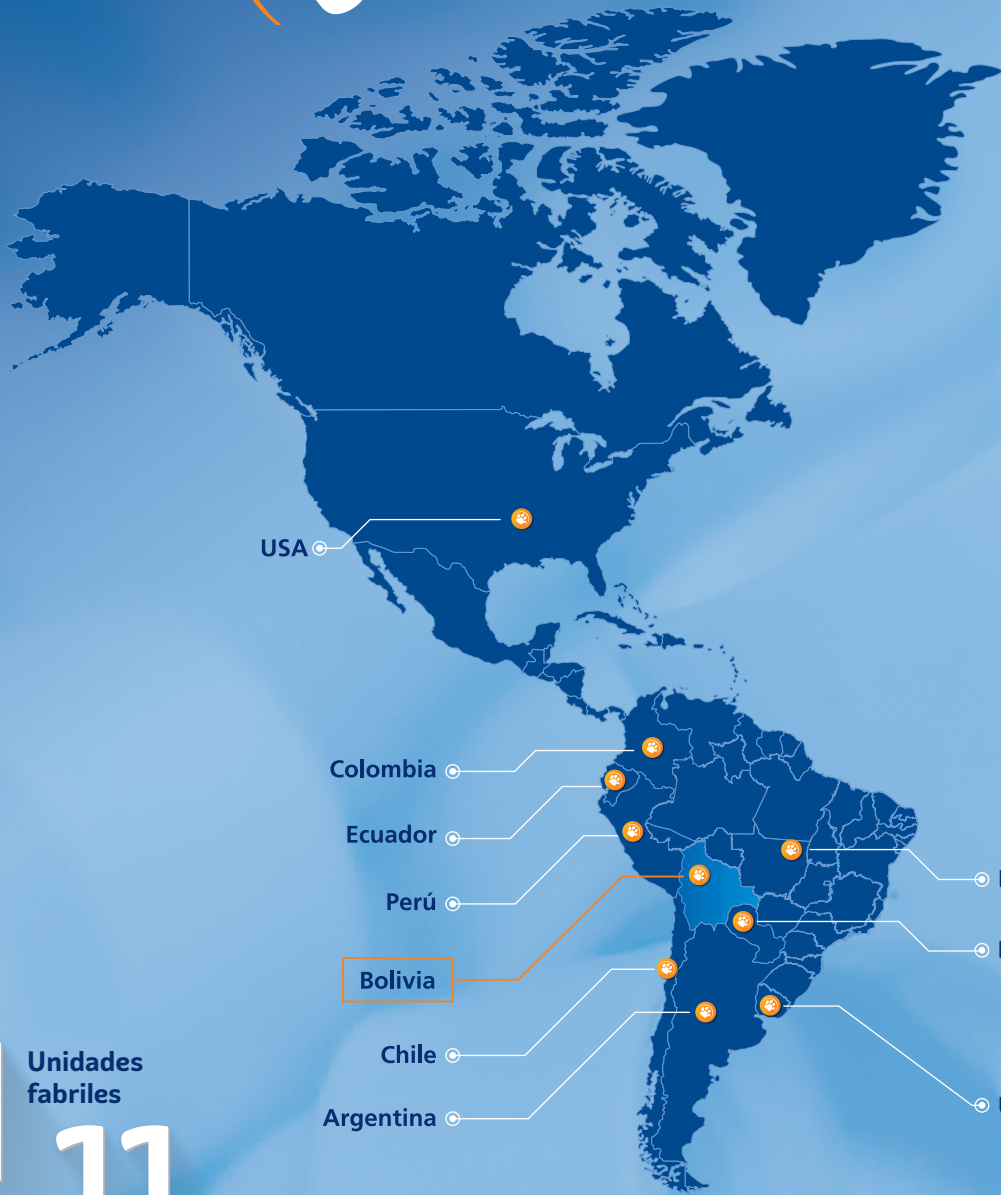 USA
Colombia
Ecuador
Perú
Bolivia
Chile
Argentina
Unidades
fabriles
11